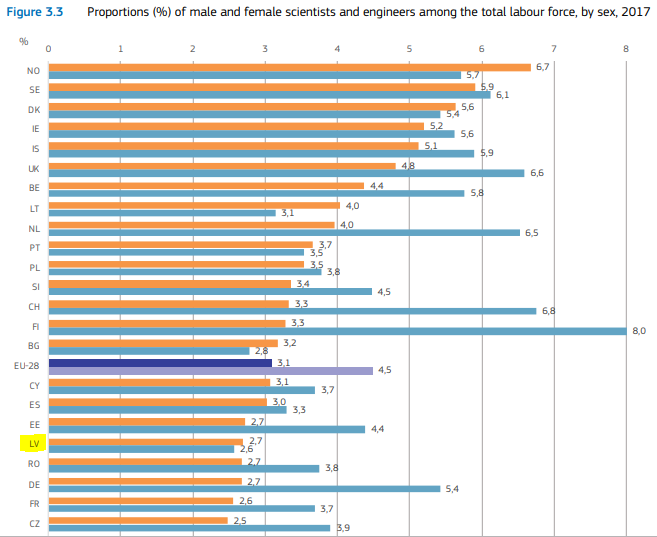 Figure 3.3 Proportions (%) of male and female scientists and engineers among the total labour force, by sex, 2017
%
0 1 2 3 4 5 6 7 8
NO 6,7
5,7
SE 5,9
6,1
DK 5,6
5,4
IE 5,2
5,6
IS 5,1
5,9
UK 4,8
6,6
BE 4,4
5,8
LT 4,0
3,1
NL 4,0
6,5
PT 3,7
3,5
PL 3,5
3,8
SI 3,4
4,5
CH 3,3
6,8
FI 3,3
8,0
BG 3,2
2,8
EU-28 3,1
4,5
CY 3,1
3,7
ES 3,0
3,3
EE 2,7
4,4
LV 2,7
2,6
RO 2,7
3,8
DE 2,7
5,4
FR 2,6
3,7
CZ 2,5
3,9